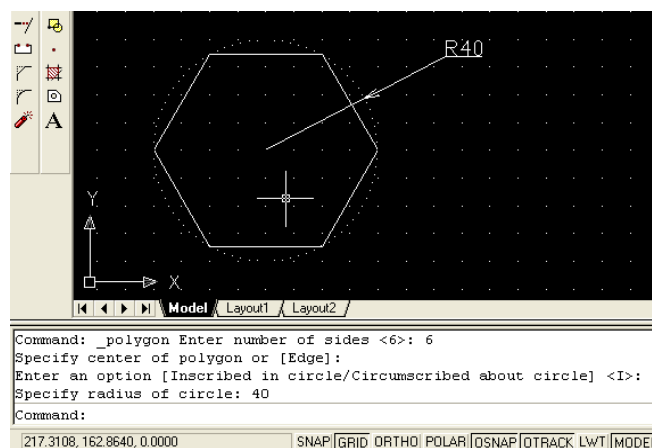 R40
A
Y
X
Model Layout1 Layout2
Command: _polygon Enter number of sides <6>: 6
Specify center of polygon or [Edge]:
Enter an option [Inscribed in circle/Circumscribed about circle] <I>:
Specify radius of circle: 40
Command:
217.3108, 162.8640, 0.0000 SNAP GRID ORTHO POLAR OSNAP OTRACK LWT MODE